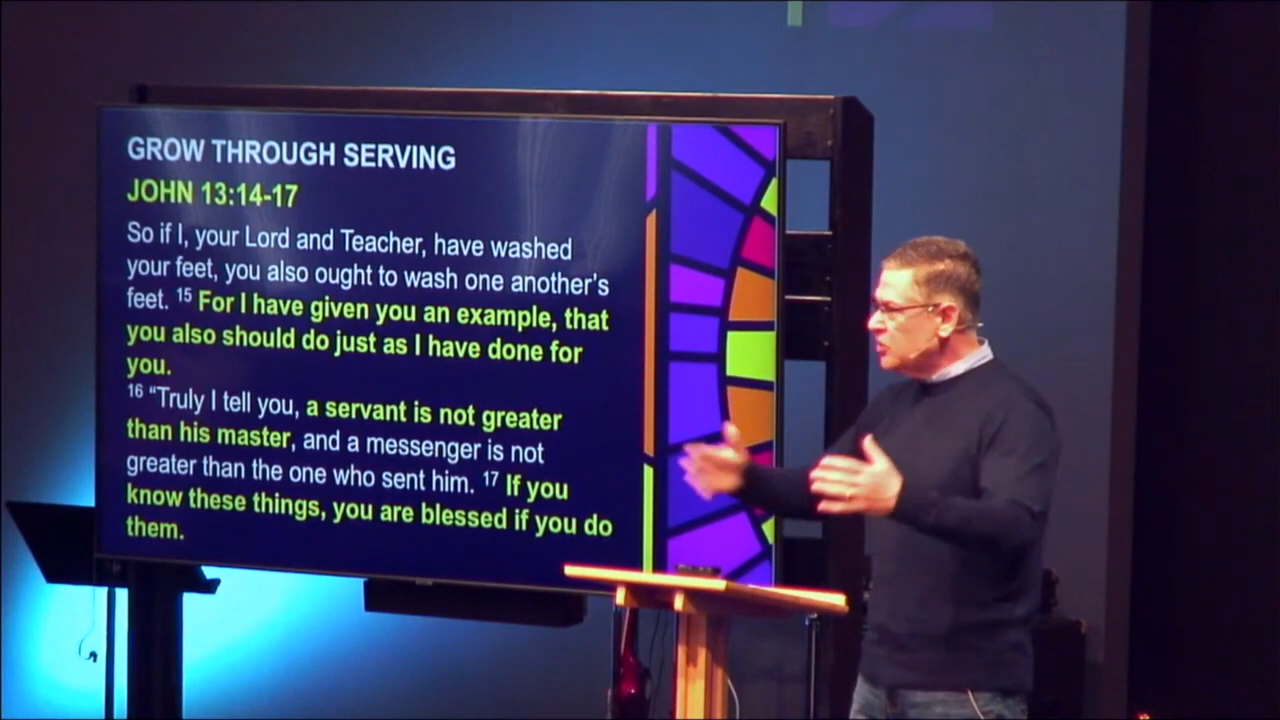 GROW THROUGH SERVING
JOHN 13:14-17
So if I, your Lord and Teacher, have washed
your feet, you also ought to wash one another's
feet. 15 For I have given you an example, that
you also should do just as I have done for
you.
16 “Truly I tell you, a servant is not greater
than his master, and a messenger is not
greater than the one who sent him. 17 If you
know these things, you are blessed if you do
them.